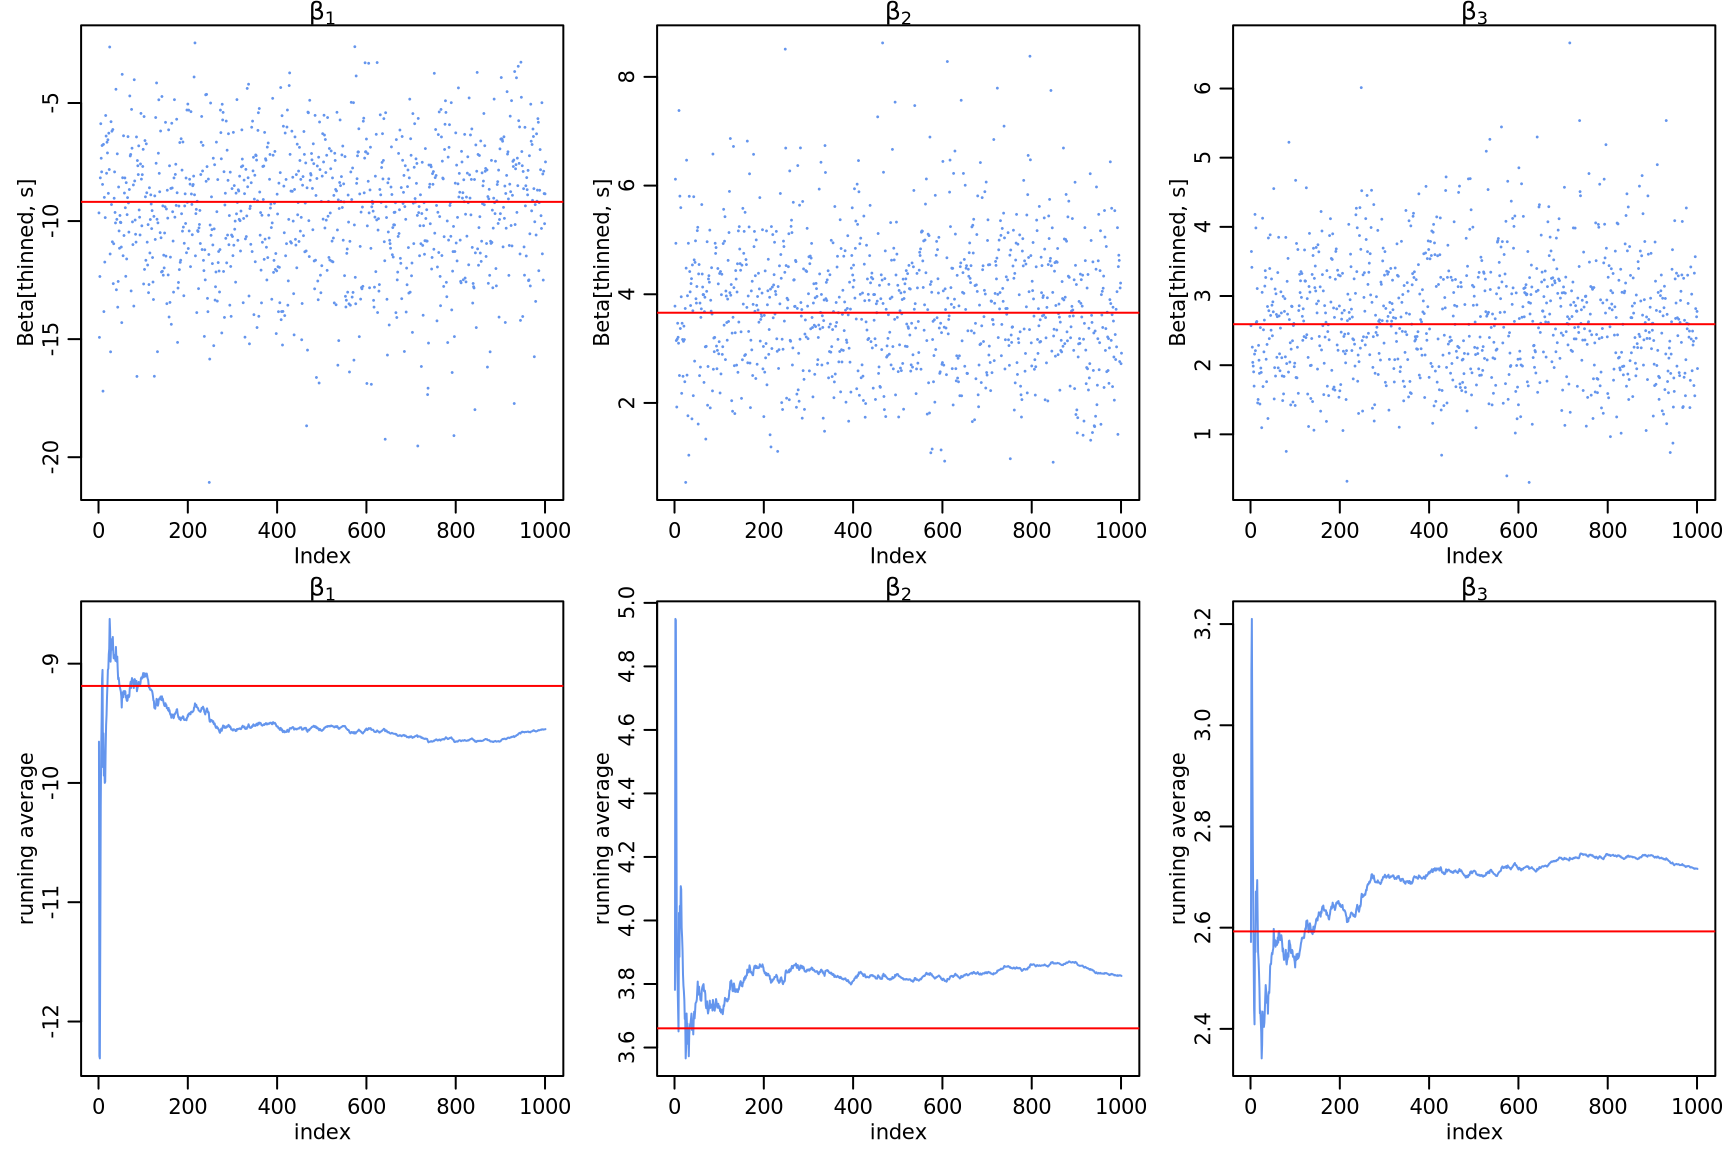 β1
Beta[thinned, s]
-5
-10
-15
-20
0 200 400 600 800 1000
Index
β2
Beta[thinned, s]
8
6
4
2
0 200 400 600 800 1000
Index
β3
Beta[thinned, s]
6
5
4
3
2
1
0 200 400 600 800 1000
Index
β1
running average
-9
-10
-11
-12
0 200 400 600 800 1000
index
β2
running average
5.0
4.8
4.6
4.4
4.2
4.0
3.8
3.6
0 200 400 600 800 1000
index
β3
running average
3.2
3.0
2.8
2.6
2.4
0 200 400 600 800 1000
index